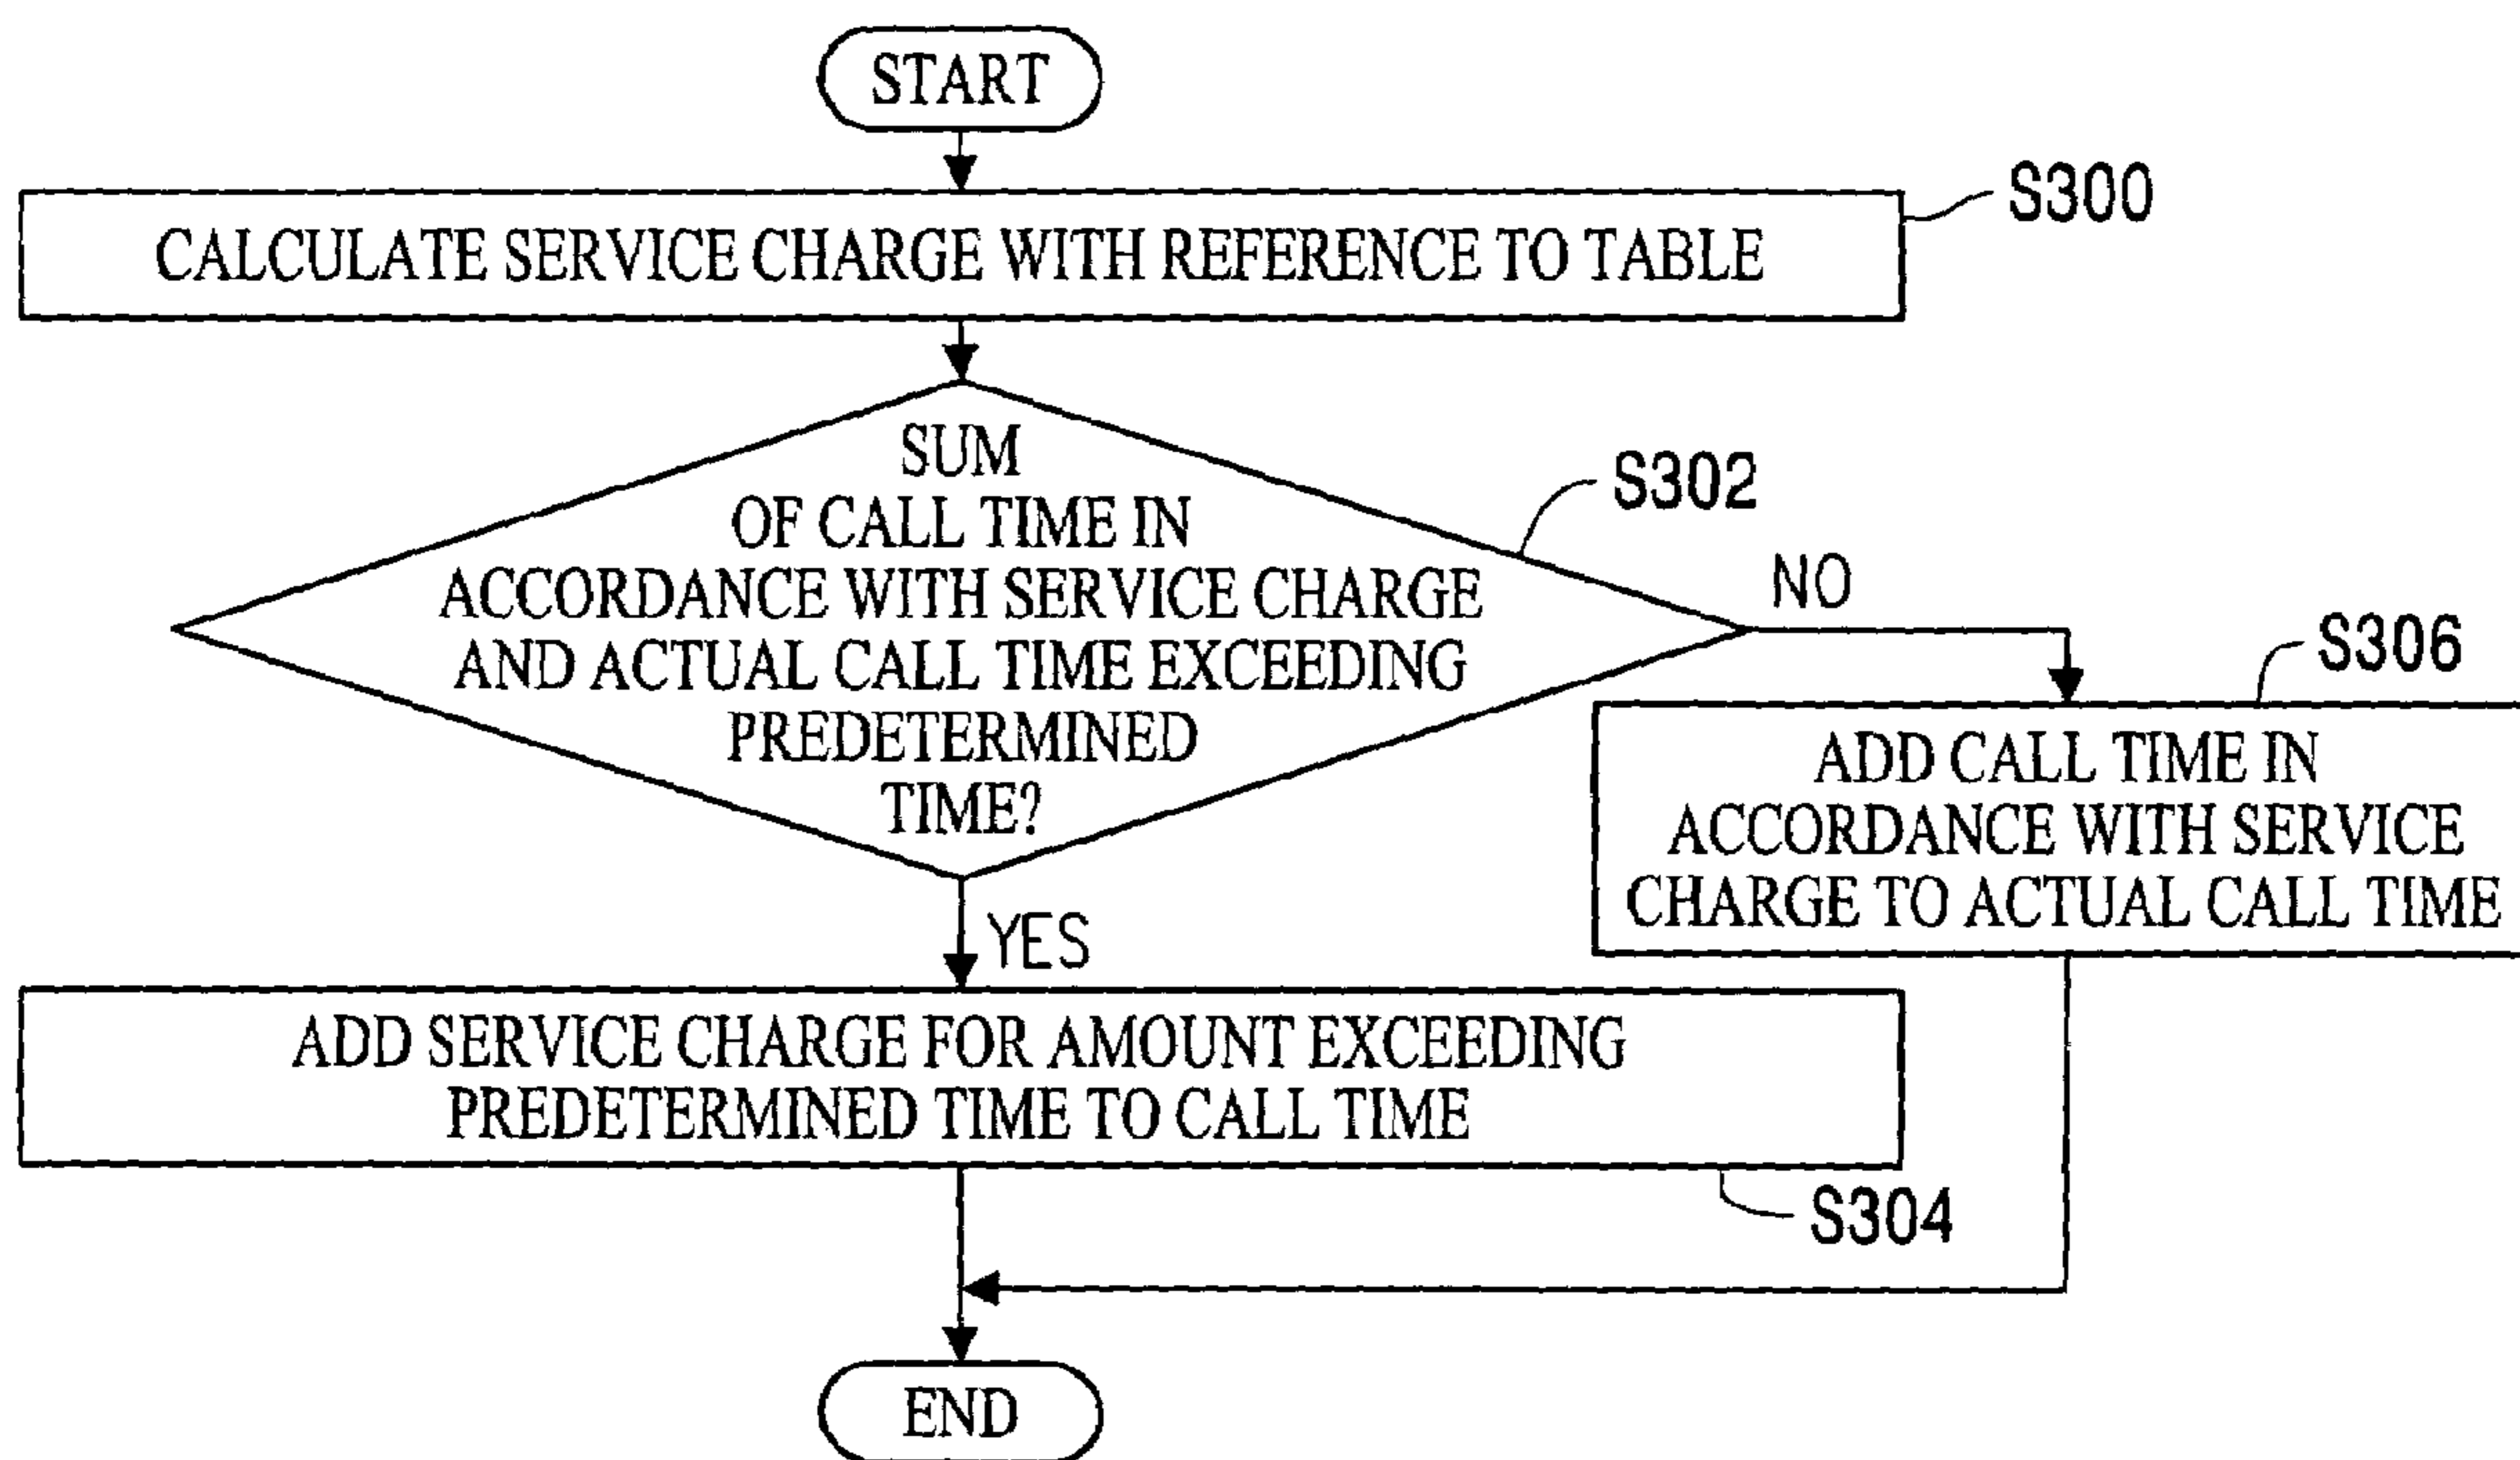 START
S300
CALCULATE SERVICE CHARGE WITH REFERENCE TO TABLE
SUM
OF CALL TIME IN
ACCORDANCE WITH SERVICE CHARGE
AND ACTUAL CALL TIME EXCEEDING
PREDETERMINED
TIME?
S302
NO
S306
ADD CALL TIME IN
ACCORDANCE WITH SERVICE
CHARGE TO ACTUAL CALL TIME
YES
ADD SERVICE CHARGE FOR AMOUNT EXCEEDING
PREDETERMINED TIME TO CALL TIME
S304
END